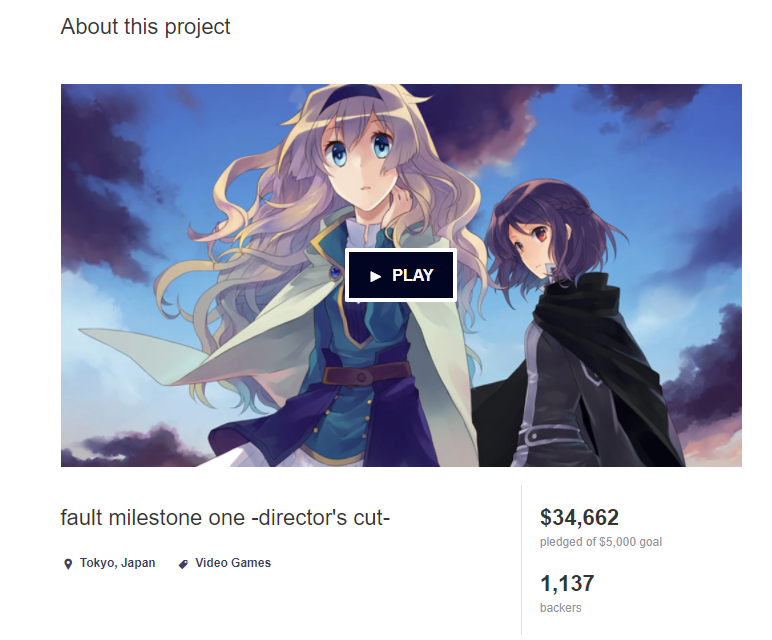 About this project
PLAY
fault milestone one -director's cut-
Tokyo, Japan
Video Games
$34,662
pledged of $5,000 goal
1,137
backers